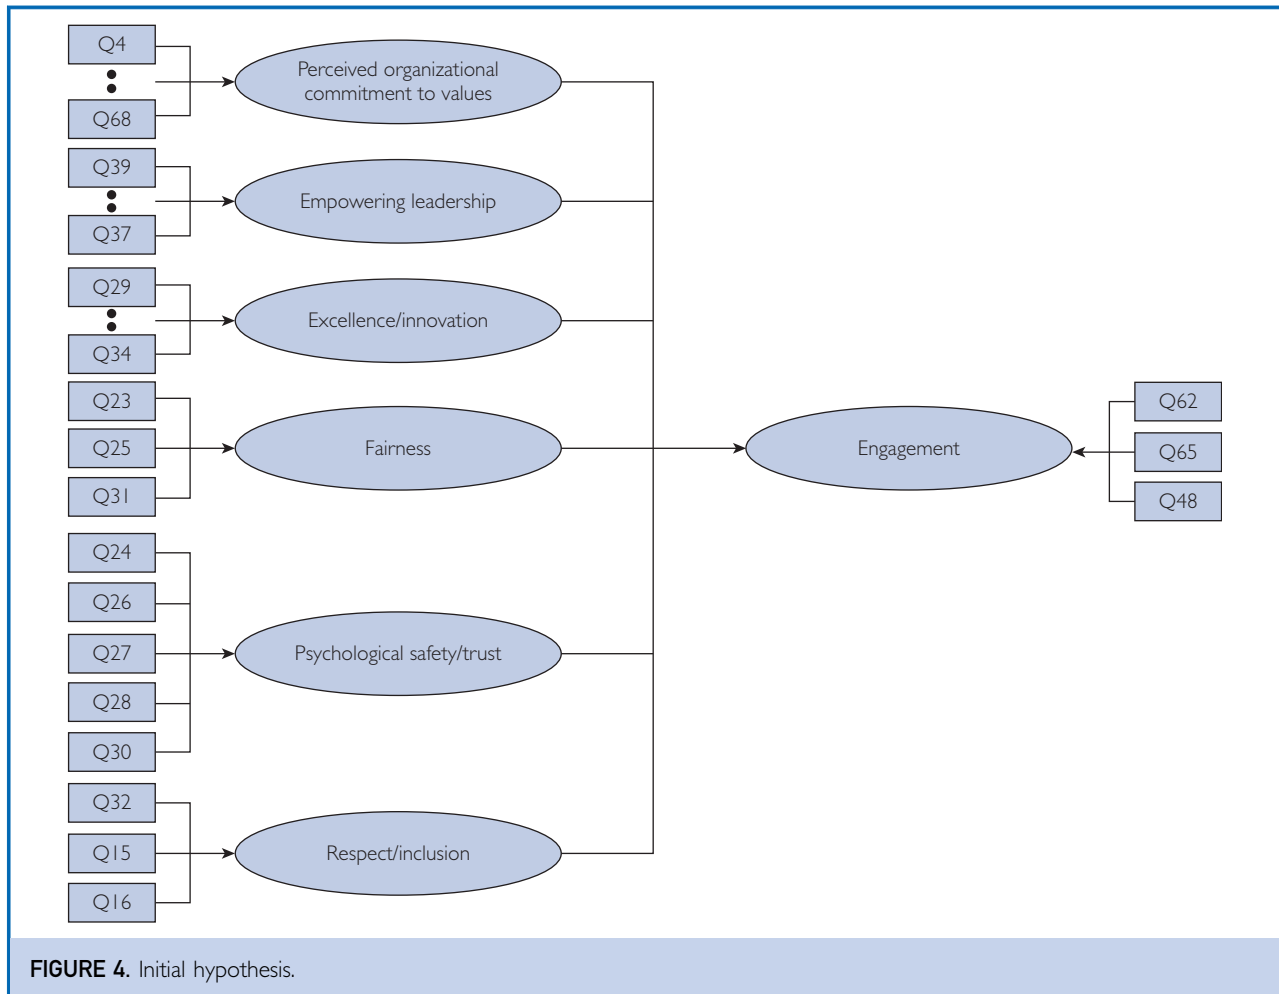 Q4
Q68
Perceived organizational
commitment to values
Q39
Q37
Empowering leadership
Q29
Q34
Excellence/innovation
Q23
Q25
Q31
Fairness
Engagement
Q62
Q65
Q48
Q24
Q26
Q27
Q28
Q30
Psychological safety/trust
Q32
Q15
Q16
Respect/inclusion
FIGURE 4. Initial hypothesis.